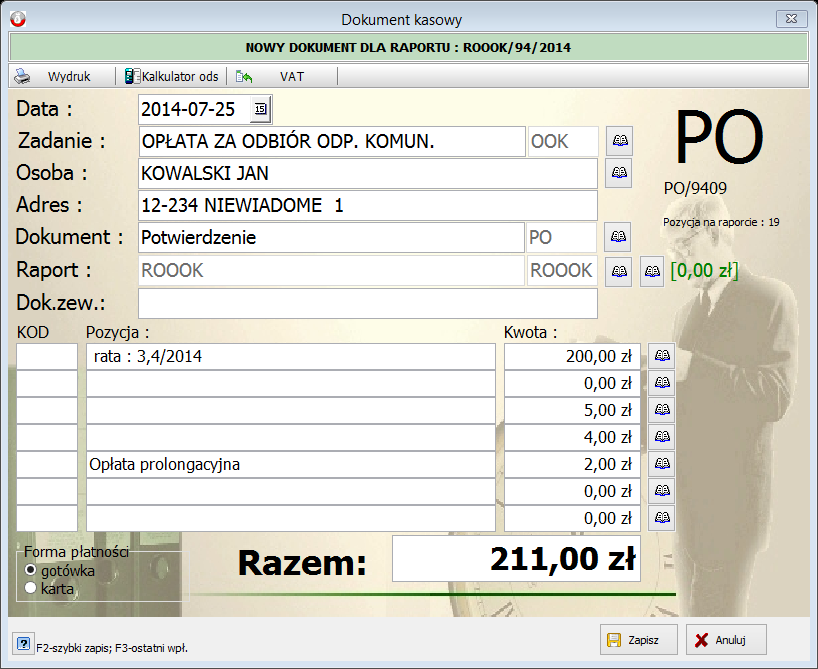 Dokument kasowy
NOWY DOKUMENT DLA RAPORTU : ROOOK/94/2014
Wydruk Kalkulator ods VAT
Data : 2014-07-25 15
Zadanie : OPŁATA ZA ODBIÓR ODP. KOMUN. OOK
PO
Osoba : KOWALSKI JAN
PO/9409
Adres : 12-234 NIEWIADOME 1
Pozycja na raporcie : 19
Dokument : Potwierdzenie PO
Raport : ROOOK ROOOK [0,00 zł]
Dok.zew.:
KOD Pozycja : Kwota :
rata : 3,4/2014 200,00 zł
0,00 zł
5,00 zł
4,00 zł
Opłata prolongacyjna 2,00 zł
0,00 zł
0,00 zł
Forma płatności
gotówka
karta
Razem: 211,00 zł
? F2-szybki zapis; F3-ostatni wpł. Zapisz Anuluj